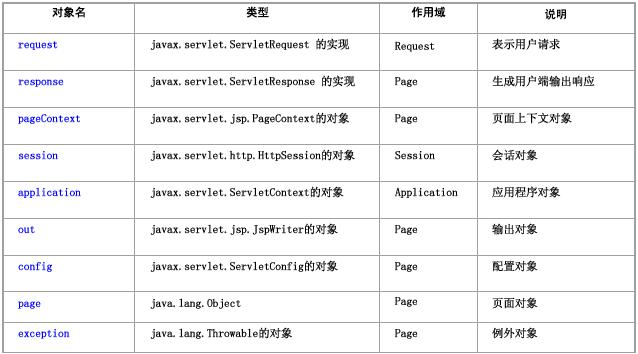 对象名 类型 作用域 说明
request javax.servlet.ServletRequest 的实现 Request 表示用户请求
response javax.servlet.ServletResponse 的实现 Page 生成用户端输出响应
pageContext javax.servlet.jsp.PageContext的对象 Page 页面上下文对象
session javax.servlet.http.HttpSession的对象 Session 会话对象
application javax.servlet.ServletContext的对象 Application 应用程序对象
out javax.servlet.jsp.JspWriter的对象 Page 输出对象
config javax.servlet.ServletConfig的对象 Page 配置对象
page java.lang.Object Page 页面对象
exception java.lang.Throwable的对象 Page 例外对象